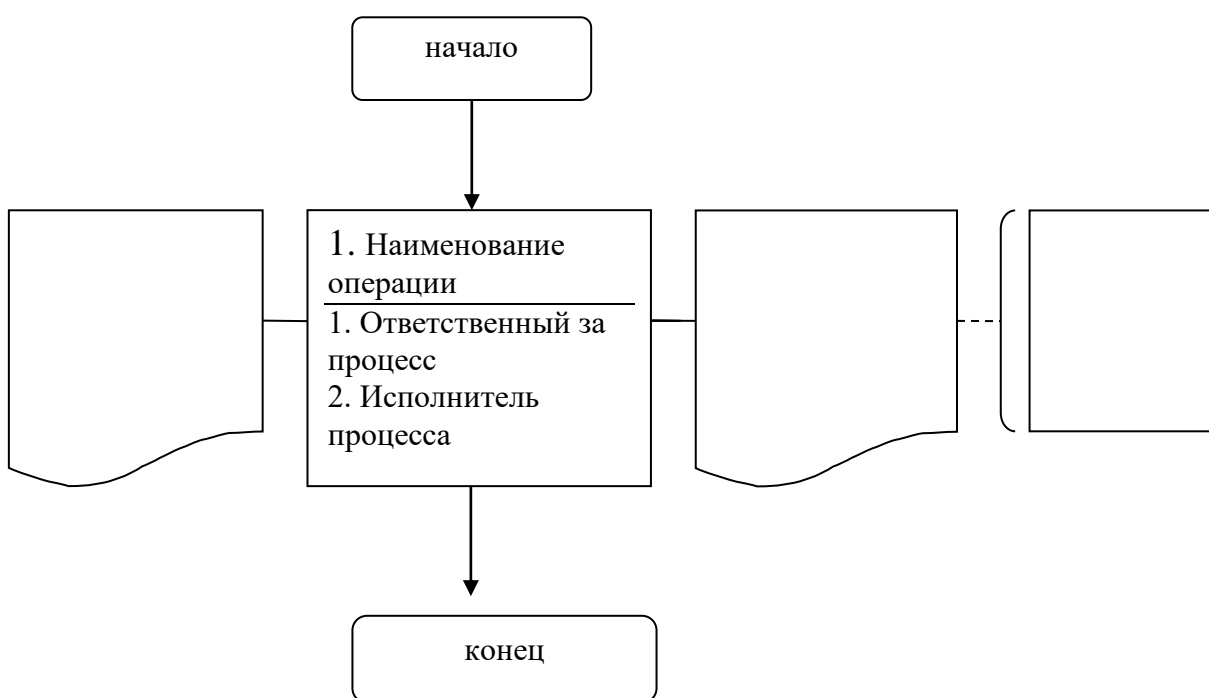 начало
1. Наименование
операции
1. Ответственный за
процесс
2. Исполнитель
процесса
конец